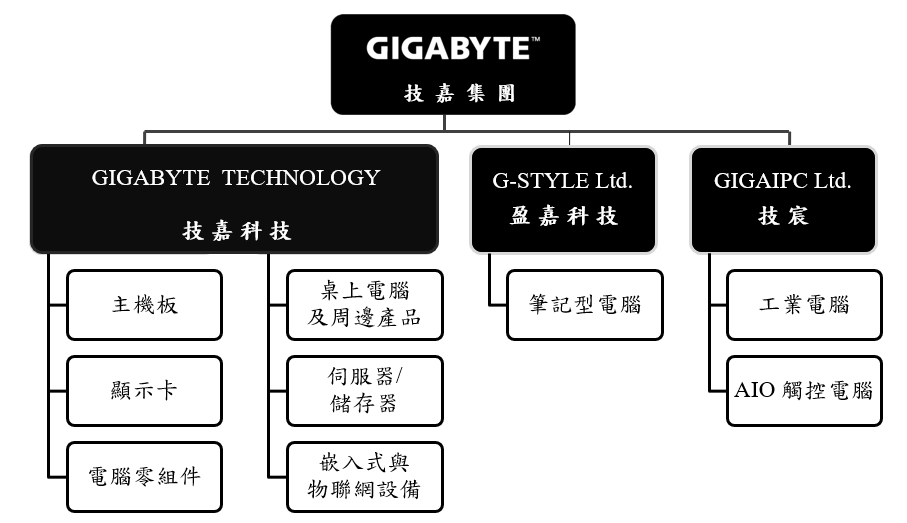 GIGABYTE™
技嘉集團
GIGABYTE TECHNOLOGY
技嘉科技
主機板
顯示卡
電腦零組件
桌上電腦
及周邊產品
伺服器/
儲存器
嵌入式與
物聯網設備
G-STYLE Ltd.
盈嘉科技
筆記型電腦
GIGAIPC Ltd.
技宸
工業電腦
AIO 觸控電腦